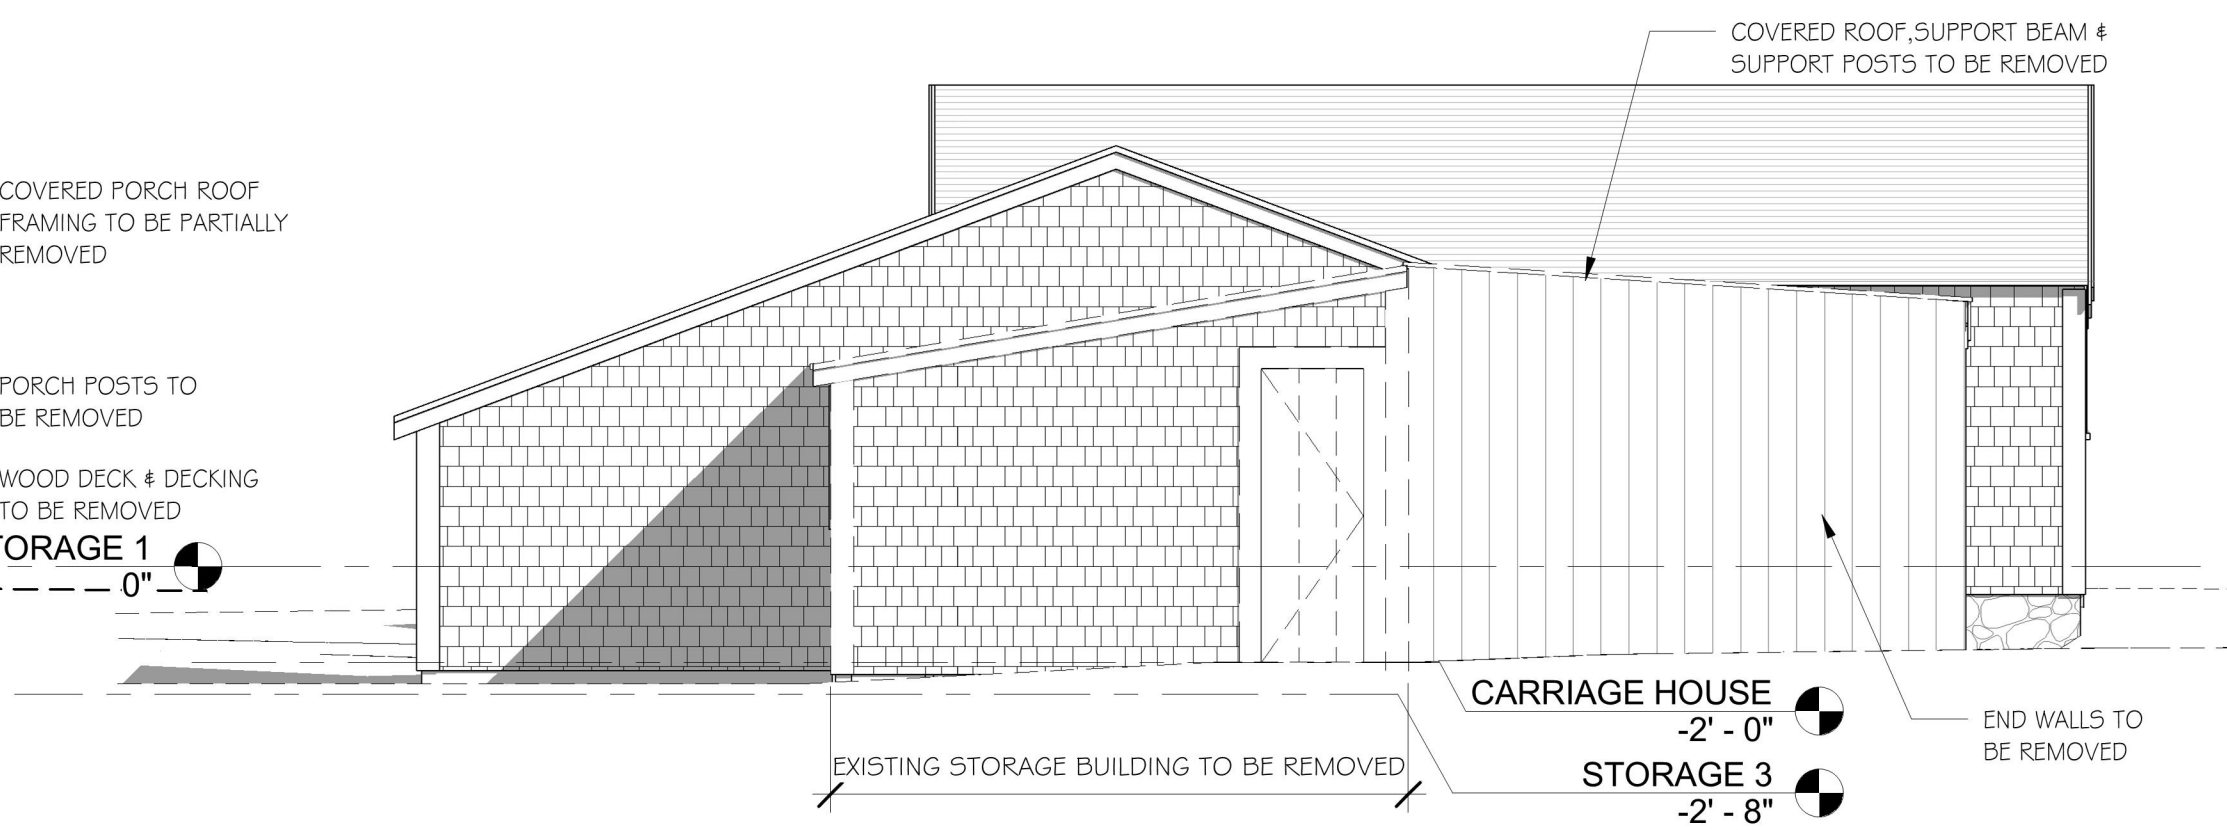 COVERED ROOF,SUPPORT BEAM &
SUPPORT POSTS TO BE REMOVED
COVERED PORCH ROOF
FRAMING TO BE PARTIALLY
REMOVED
PORCH POSTS TO
BE REMOVED
WOOD DECK & DECKING
TO BE REMOVED
TORAGE 1
0"
CARRIAGE HOUSE
-2' - 0"
END WALLS TO
BE REMOVED
EXISTING STORAGE BUILDING TO BE REMOVED
STORAGE 3
-2' - 8"